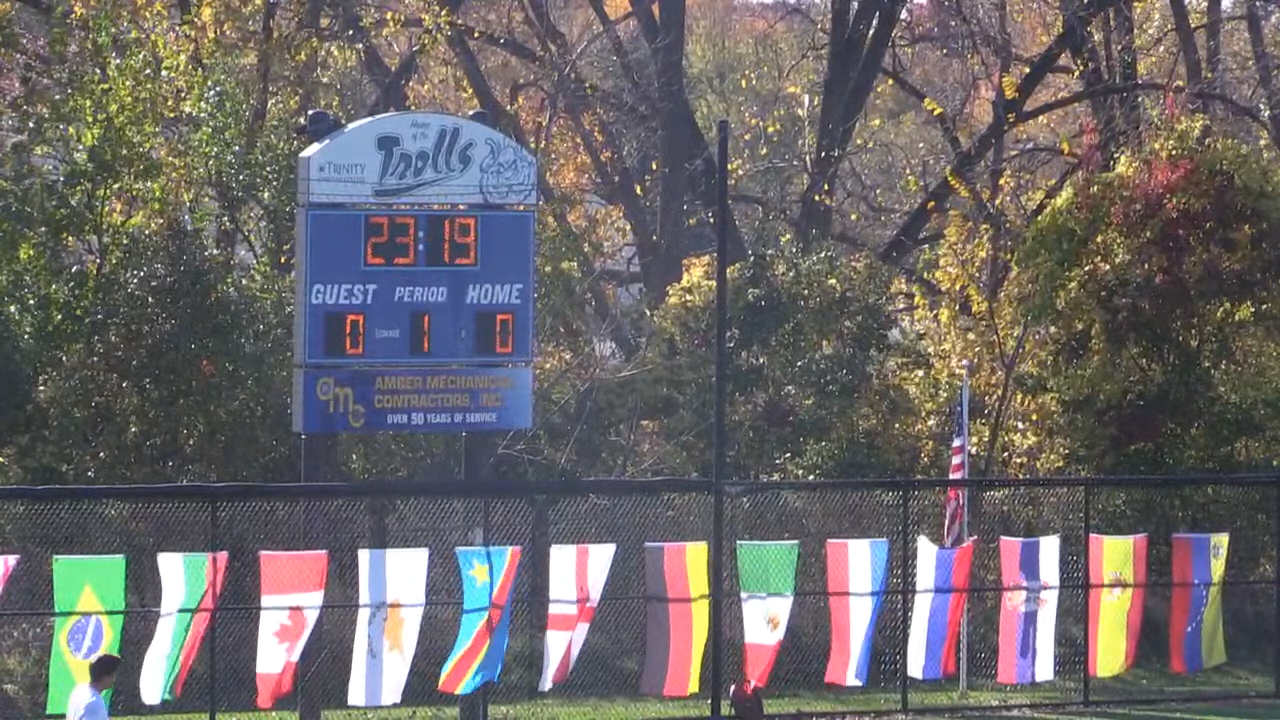 Home
of the
Trolls
TRINITY
23:19
GUEST PERIOD HOME
0 1 0
amc
AMBER MECHANICAL
CONTRACTORS, INC.
OVER 50 YEARS OF SERVICE